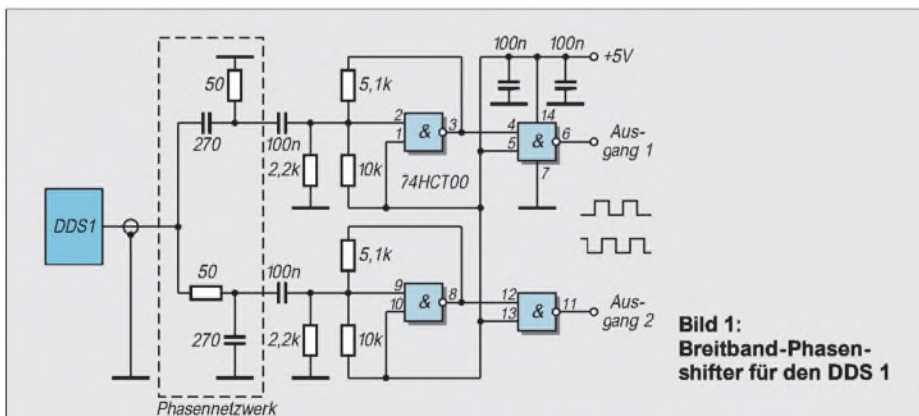 100n
100n
+5V
50
5,1k
14
270
100n
2
1
&
3
4
5
&
6
Aus-
gang 1
2,2k
10k
74HCT00
7
DDS1
50
100n
5,1k
9
10
&
8
12
13
&
11
Aus-
gang 2
270
2,2k
10k
Phasennetzwerk
Bild 1:
Breitband-Phasen-
shifter für den DDS 1